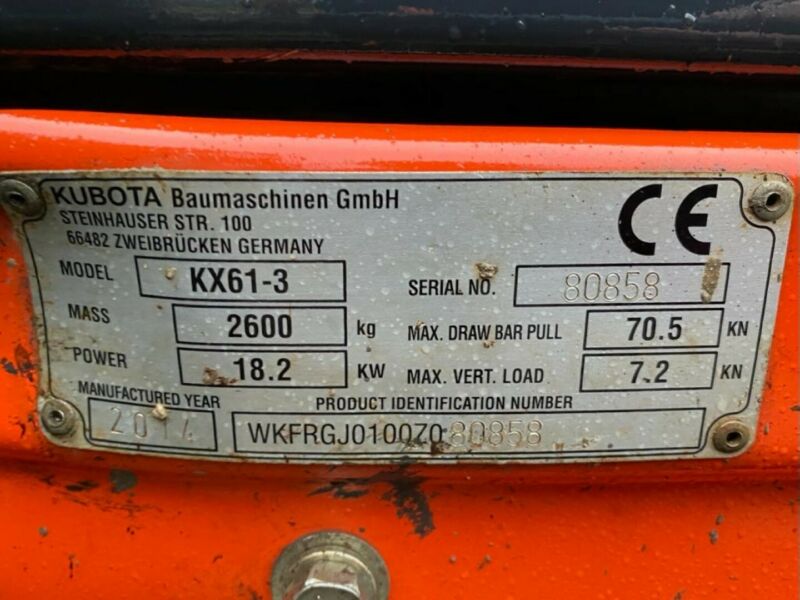 KUBOTA Baumaschinen GmbH
STEINHAUSER STR. 100
66482 ZWEIBRÜCKEN GERMANY
CE
MODEL KX61-3
SERIAL NO. 80858
MASS 2600 kg
MAX. DRAW BAR PULL 70.5 KN
POWER 18.2 KW
MAX. VERT. LOAD 7.2 KN
MANUFACTURED YEAR
2014
PRODUCT IDENTIFICATION NUMBER
WKFRGJ0100Z080858